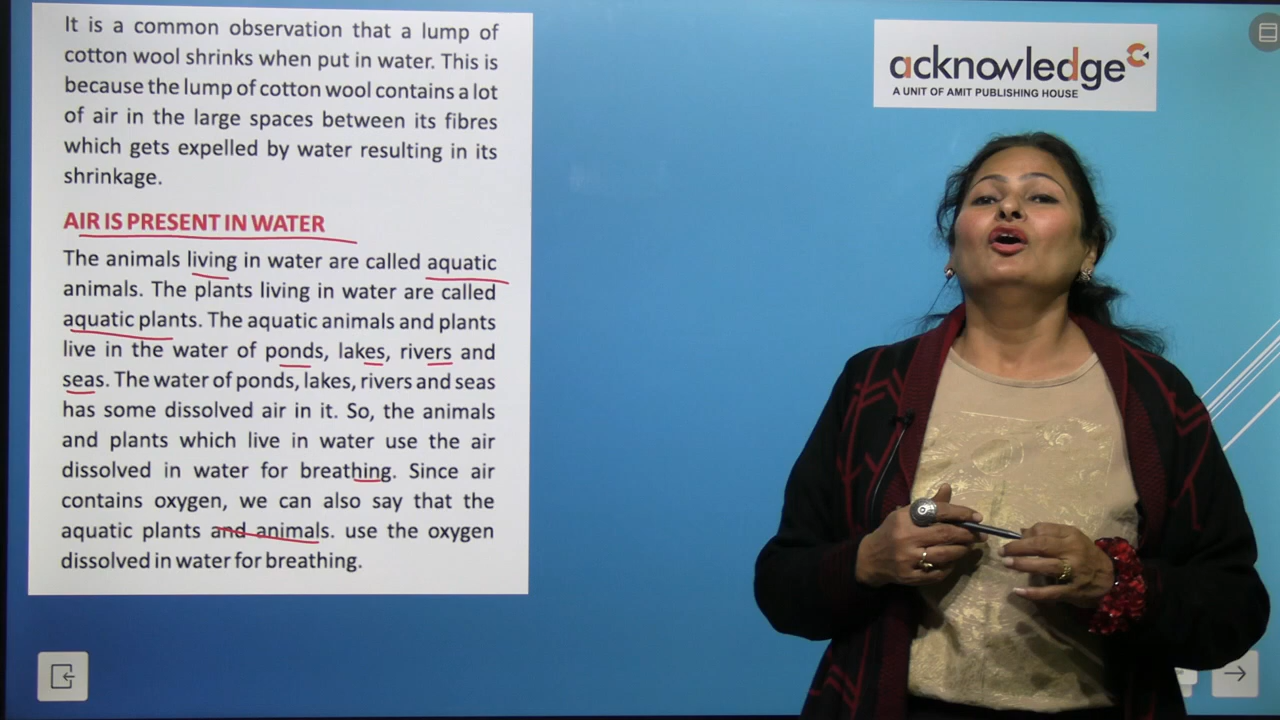 It is a common observation that a lump of
cotton wool shrinks when put in water. This is
because the lump of cotton wool contains a lot
of air in the large spaces between its fibres
which gets expelled by water resulting in its
shrinkage.
AIR IS PRESENT IN WATER
The animals living in water are called aquatic
animals. The plants living in water are called
aquatic plants. The aquatic animals and plants
live in the water of ponds, lakes, rivers and
seas. The water of ponds, lakes, rivers and seas
has some dissolved air in it. So, the animals
and plants which live in water use the air
dissolved in water for breathing. Since air
contains oxygen, we can also say that the
aquatic plants and animals. use the oxygen
dissolved in water for breathing.
acknowledge
A UNIT OF AMIT PUBLISHING HOUSE